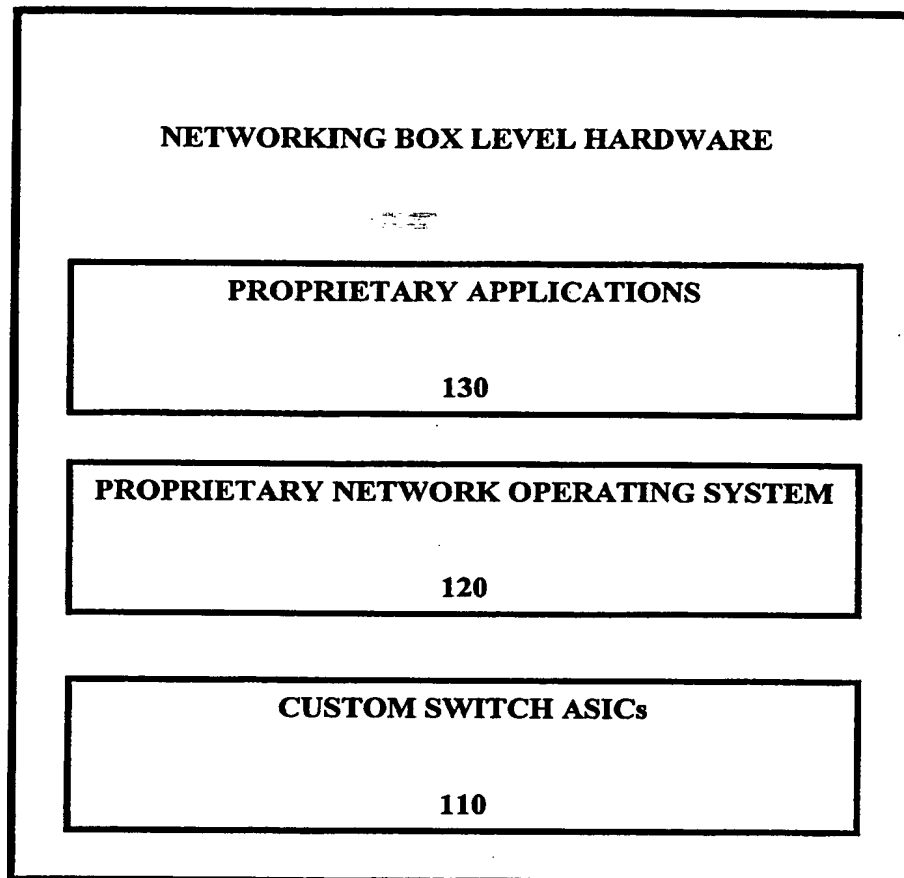 NETWORKING BOX LEVEL HARDWARE
PROPRIETARY APPLICATIONS
130
PROPRIETARY NETWORK OPERATING SYSTEM
120
CUSTOM SWITCH ASICs
110